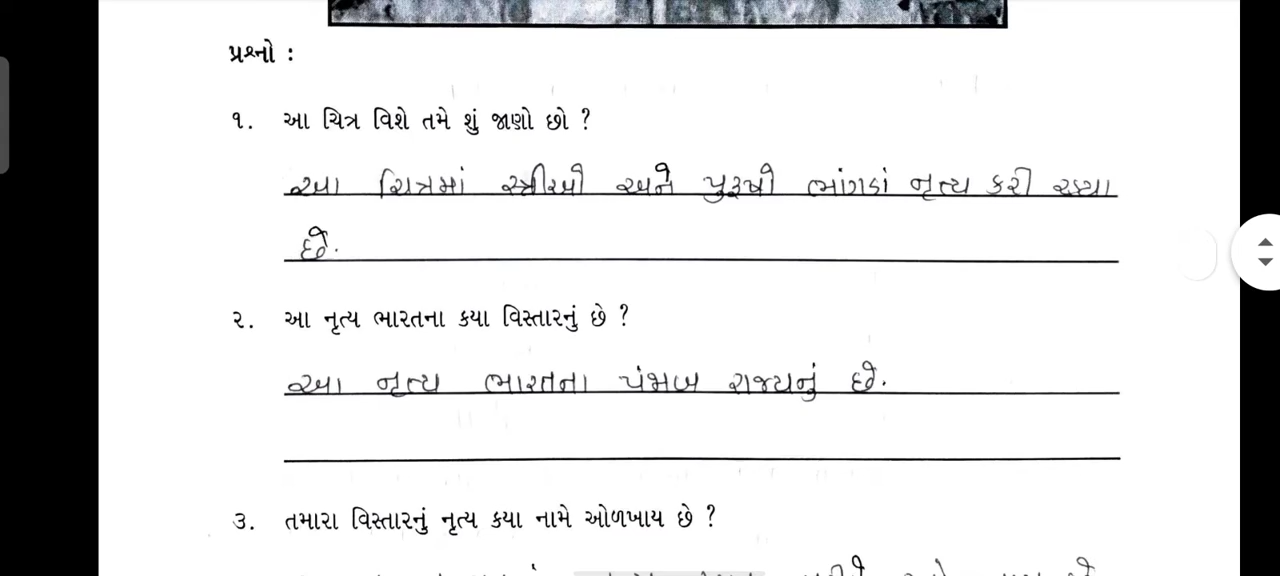 પ્રશ્નો :
૧. આ ચિત્ર વિશે તમે શું જાણો છો ?
આ ચિત્રમાં સ્ત્રીઓ અને પુરૂષો ભાંગડાં નૃત્ય કરી રહ્યા
છે.
૨. આ નૃત્ય ભારતના કયા વિસ્તારનું છે ?
આ નૃત્ય ભારતના પંજાબ રાજ્યનું છે.
૩. તમારા વિસ્તારનું નૃત્ય કયા નામે ઓળખાય છે ?